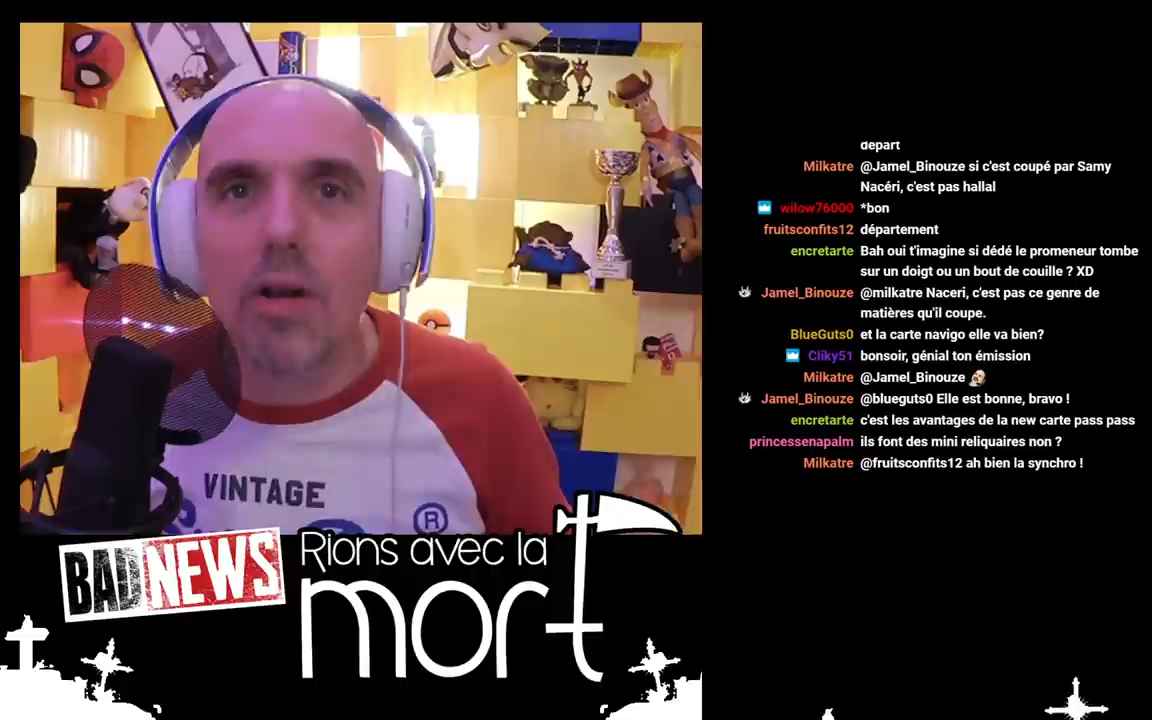 VINTAGE
®
BAD NEWS
Rions avec la
mort
depart
Milkatre @Jamel_Binouze si c'est coupé par Samy
Nacéri, c'est pas hallal
wilow76000 *bon
fruitsconfits12 département
encretarte Bah oui t'imagine si dédé le promeneur tombe
sur un doigt ou un bout de couille ? XD
Jamel_Binouze @milkatre Naceri, c'est pas ce genre de
matières qu'il coupe.
BlueGuts0 et la carte navigo elle va bien?
Cliky51 bonsoir, génial ton émission
Milkatre @Jamel_Binouze
Jamel_Binouze @blueguts0 Elle est bonne, bravo !
encretarte c'est les avantages de la new carte pass pass
princessenapalm ils font des mini reliquaires non ?
Milkatre @fruitsconfits12 ah bien la synchro !